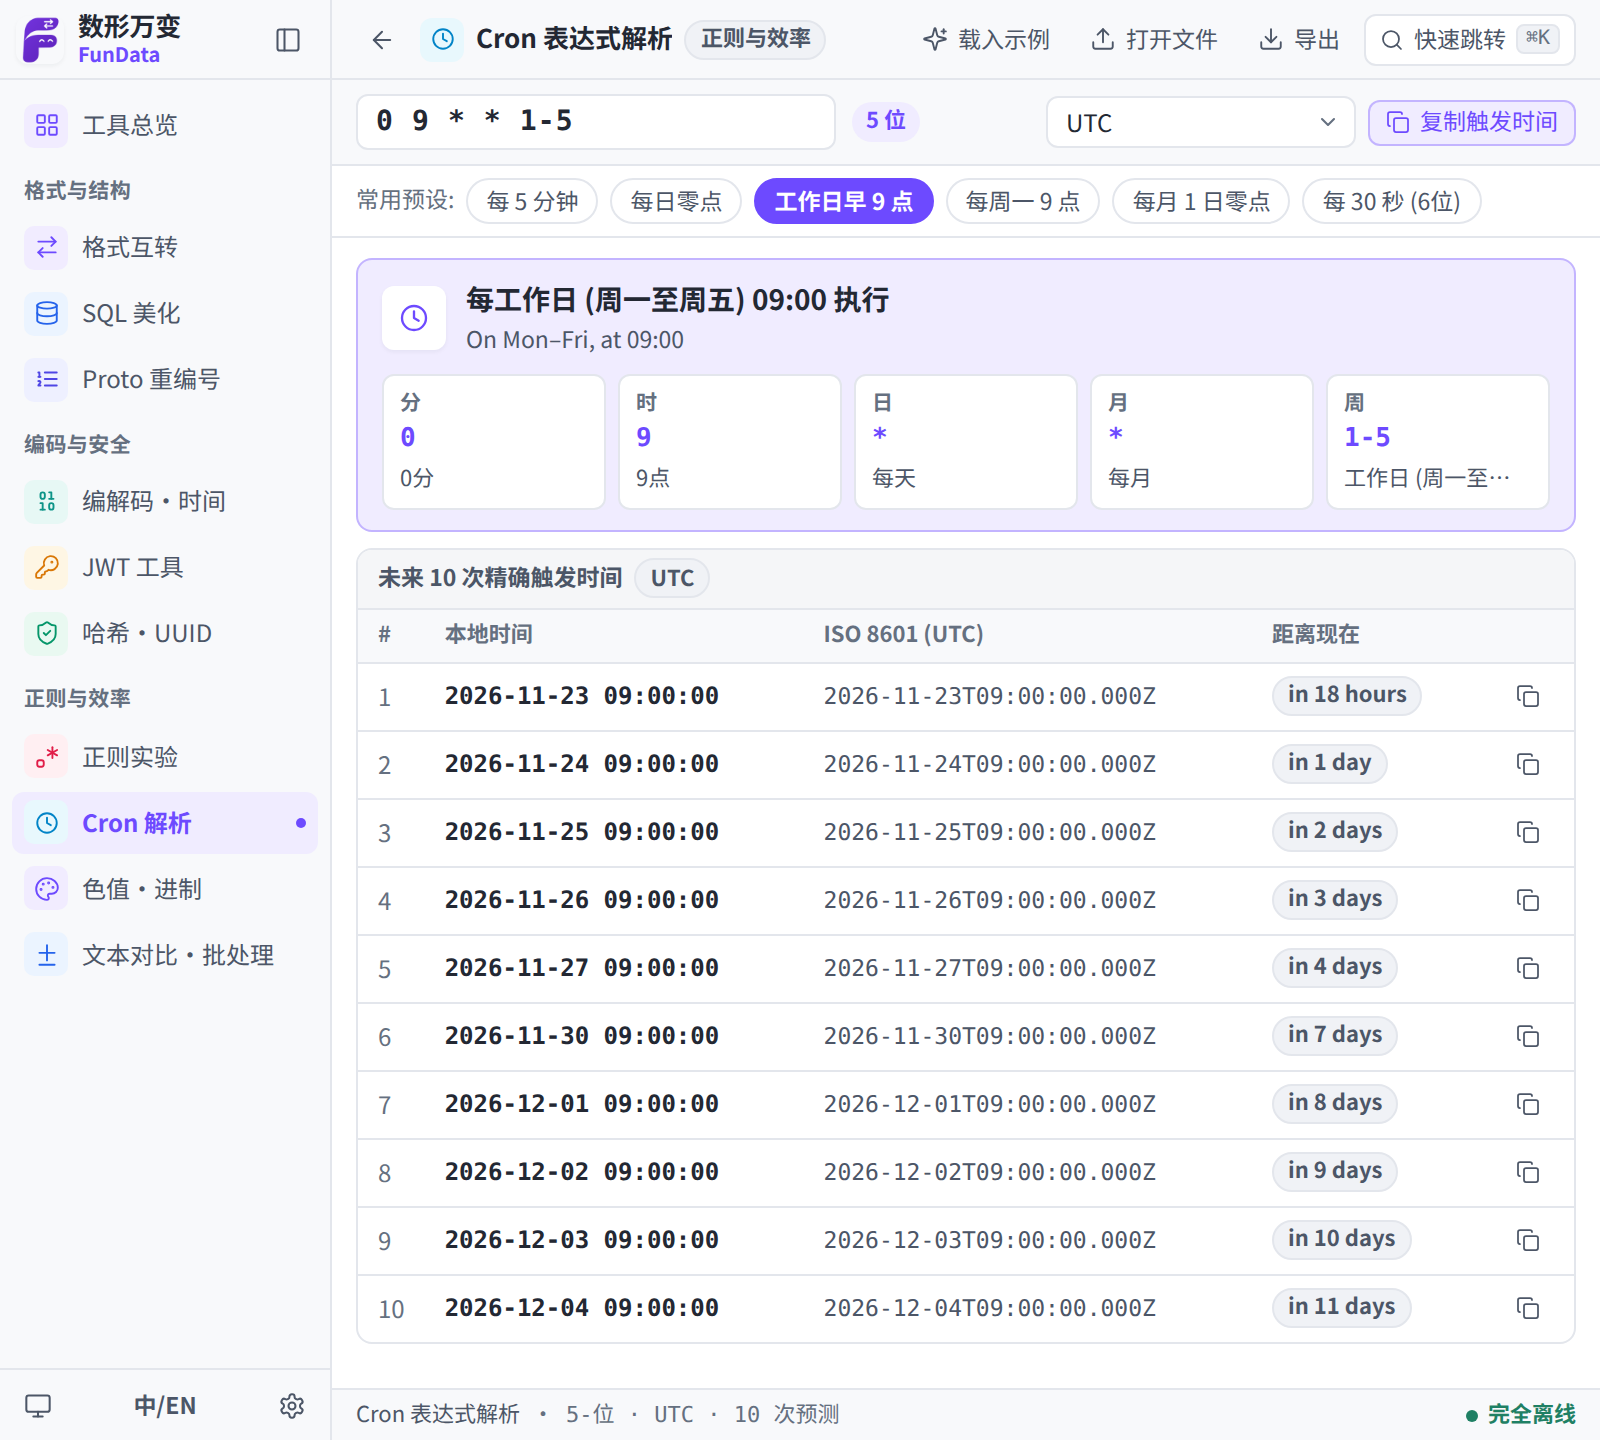 数形万变
FunData
Cron 表达式解析
正则与效率
载入示例
打开文件
导出
快速跳转
⌘K
工具总览
格式与结构
格式互转
SQL 美化
Proto 重编号
编码与安全
编解码・时间
JWT 工具
哈希・UUID
正则与效率
正则实验
Cron 解析
色值・进制
文本对比・批处理
中/EN
0 9 * * 1-5
5 位
UTC
复制触发时间
常用预设:
每 5 分钟
每日零点
工作日早 9 点
每周一 9 点
每月 1 日零点
每 30 秒 (6位)
每工作日 (周一至周五) 09:00 执行
On Mon–Fri, at 09:00
分
0
0分
时
9
9点
日
*
每天
月
*
每月
周
1-5
工作日 (周一至…
未来 10 次精确触发时间
UTC
# 本地时间 ISO 8601 (UTC) 距离现在
1 2026-11-23 09:00:00 2026-11-23T09:00:00.000Z in 18 hours
2 2026-11-24 09:00:00 2026-11-24T09:00:00.000Z in 1 day
3 2026-11-25 09:00:00 2026-11-25T09:00:00.000Z in 2 days
4 2026-11-26 09:00:00 2026-11-26T09:00:00.000Z in 3 days
5 2026-11-27 09:00:00 2026-11-27T09:00:00.000Z in 4 days
6 2026-11-30 09:00:00 2026-11-30T09:00:00.000Z in 7 days
7 2026-12-01 09:00:00 2026-12-01T09:00:00.000Z in 8 days
8 2026-12-02 09:00:00 2026-12-02T09:00:00.000Z in 9 days
9 2026-12-03 09:00:00 2026-12-03T09:00:00.000Z in 10 days
10 2026-12-04 09:00:00 2026-12-04T09:00:00.000Z in 11 days
Cron 表达式解析 · 5-位 · UTC · 10 次预测
完全离线